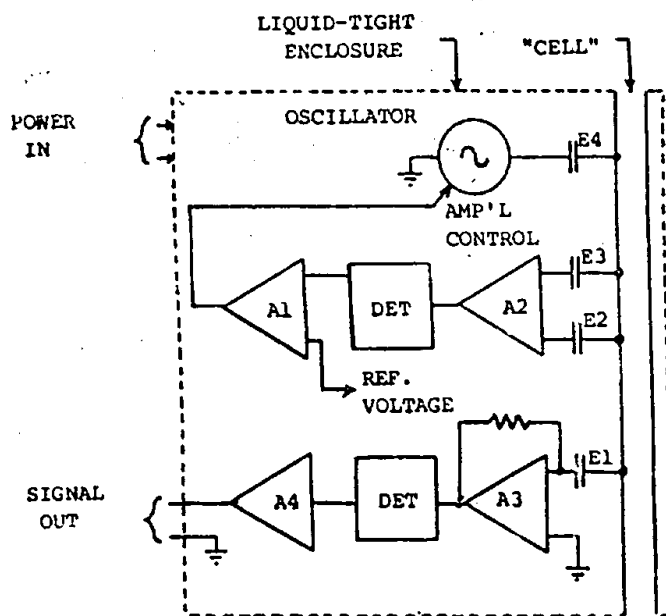 LIQUID-TIGHT
ENCLOSURE
"CELL"
POWER
IN
OSCILLATOR
E4
AMP'L
CONTROL
E3
A1
DET
A2
E2
REF.
VOLTAGE
E1
SIGNAL
OUT
A4
DET
A3